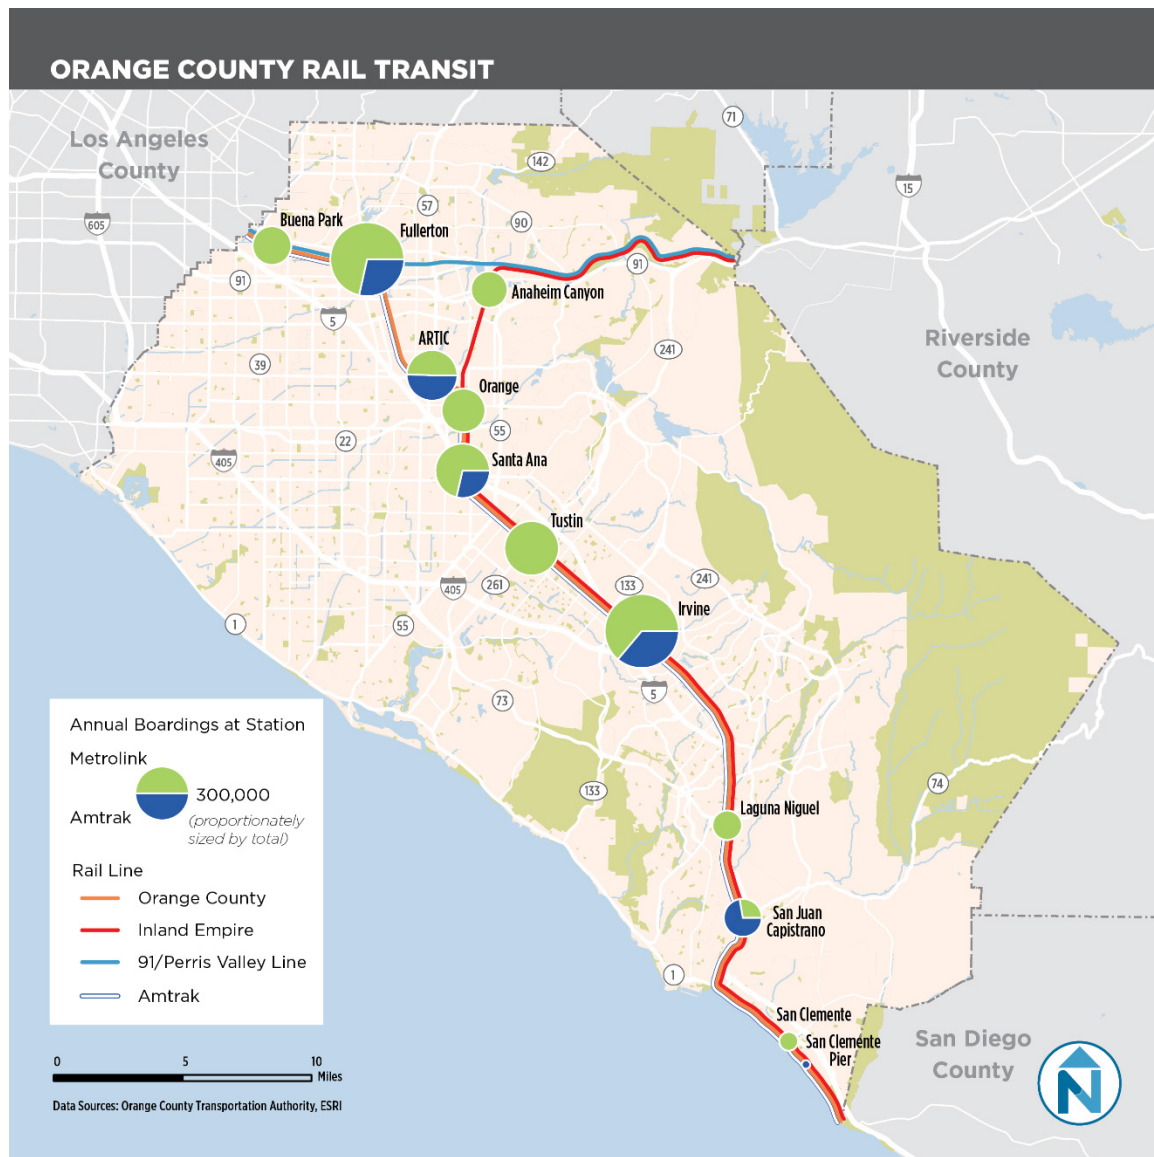 ORANGE COUNTY RAIL TRANSIT
Los Angeles
County
71
142
15
57
605
90
Buena Park
Fullerton
91
91
Anaheim Canyon
5
ARTIC
241
Riverside
County
39
Orange
55
22
405
Santa Ana
Tustin
261
405
133
241
Irvine
1
55
5
73
Annual Boardings at Station
Metrolink
300,000
Amtrak
(proportionately
sized by total)
133
74
Laguna Niguel
Rail Line
Orange County
Inland Empire
91/Perris Valley Line
Amtrak
San Juan
Capistrano
1
San Clemente
San Clemente
Pier
San Diego
County
N
0 5 10
Miles
Data Sources: Orange County Transportation Authority, ESRI